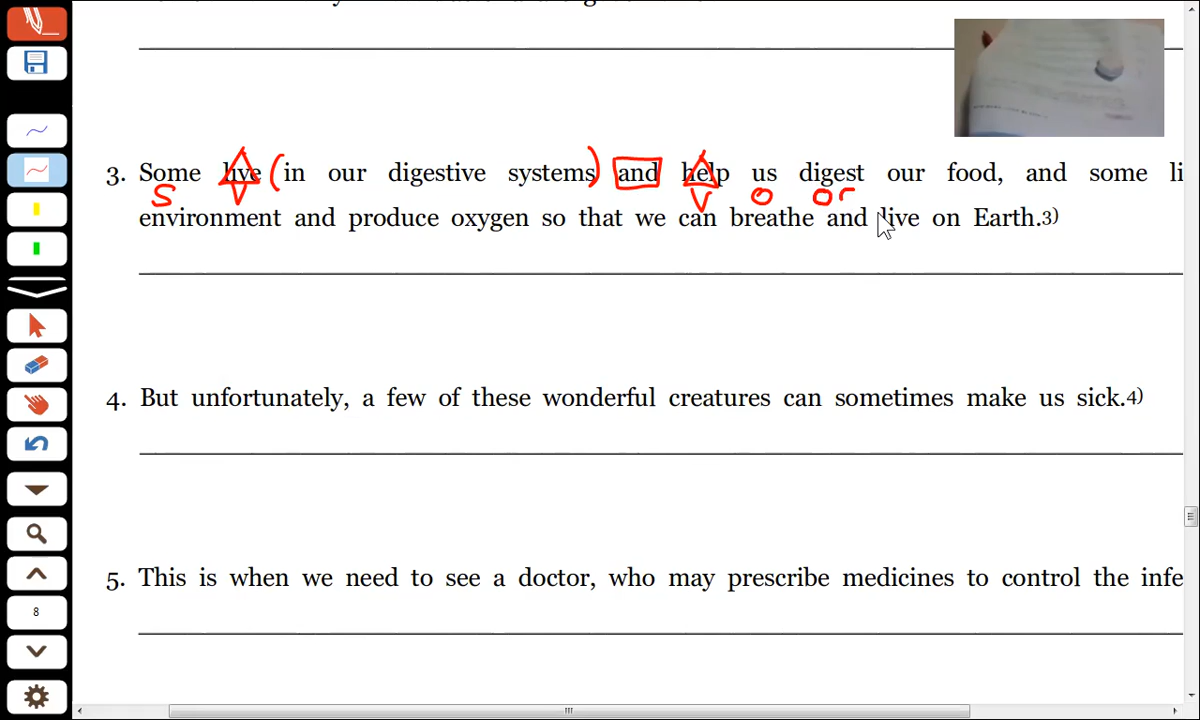 3. Some live (in our digestive systems) and help us digest our food, and some li
S V V O or
environment and produce oxygen so that we can breathe and live on Earth.3)
4. But unfortunately, a few of these wonderful creatures can sometimes make us sick.4)
5. This is when we need to see a doctor, who may prescribe medicines to control the infe
8